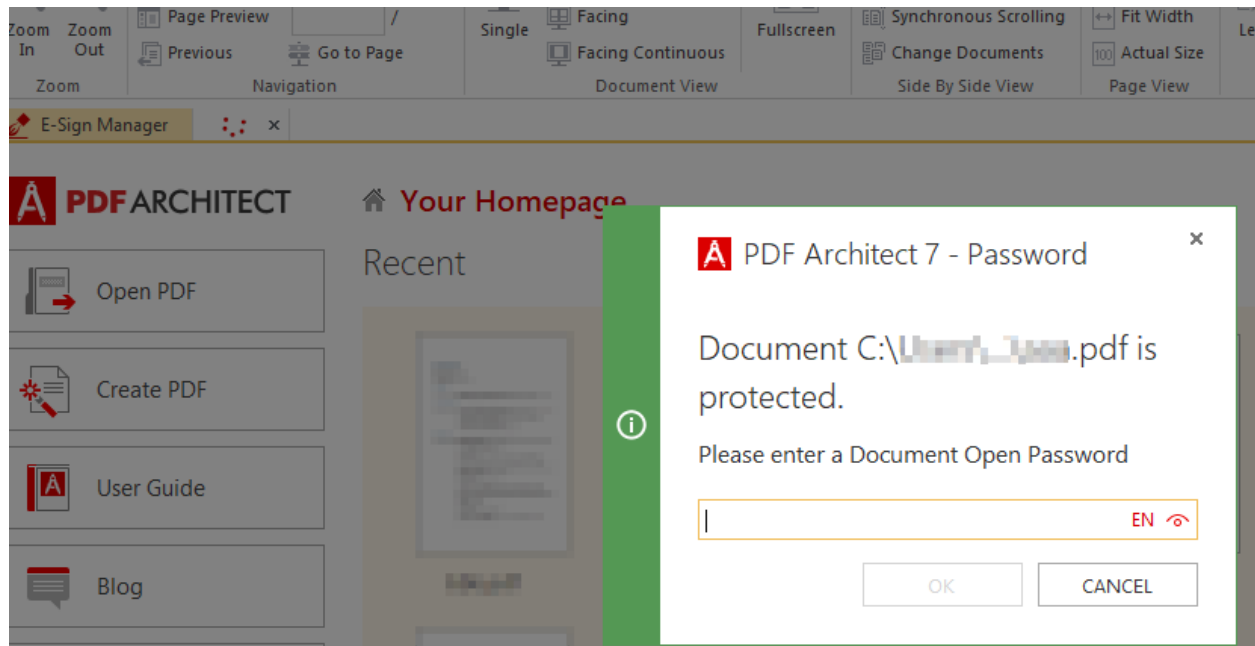 Zoom In
Zoom Out
Page Preview
/
Previous
Go to Page
Single
Facing
Facing Continuous
Fullscreen
Synchronous Scrolling
Change Documents
Fit Width
100 Actual Size
Zoom
Navigation
Document View
Side By Side View
Page View
E-Sign Manager
×
PDF ARCHITECT
Your Homepage
Recent
Open PDF
Create PDF
User Guide
Blog
PDF Architect 7 - Password
×
Document C:\ .pdf is
protected.
Please enter a Document Open Password
EN
OK
CANCEL